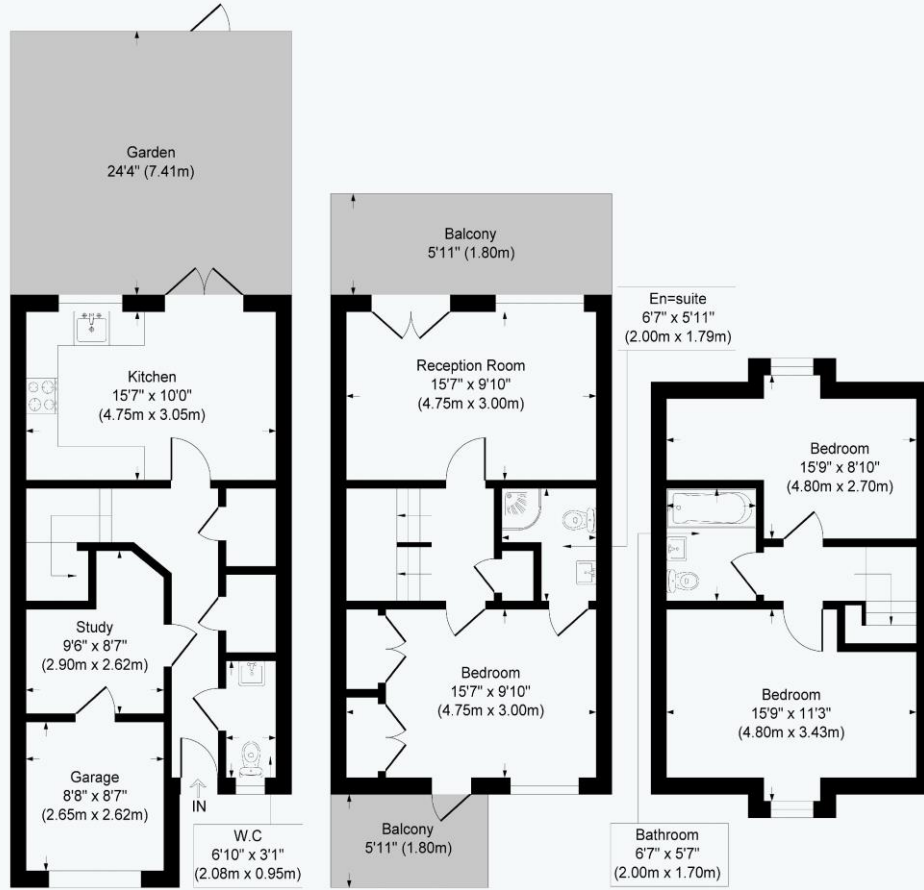 Garden
24'4" (7.41m)
Kitchen
15'7" x 10'0"
(4.75m x 3.05m)
Study
9'6" x 8'7"
(2.90m x 2.62m)
Garage
8'8" x 8'7"
(2.65m x 2.62m)
IN
W.C
6'10" x 3'1"
(2.08m x 0.95m)
Balcony
5'11" (1.80m)
Reception Room
15'7" x 9'10"
(4.75m x 3.00m)
En=suite
6'7" x 5'11"
(2.00m x 1.79m)
Bedroom
15'7" x 9'10"
(4.75m x 3.00m)
Balcony
5'11" (1.80m)
Bedroom
15'9" x 8'10"
(4.80m x 2.70m)
Bedroom
15'9" x 11'3"
(4.80m x 3.43m)
Bathroom
6'7" x 5'7"
(2.00m x 1.70m)